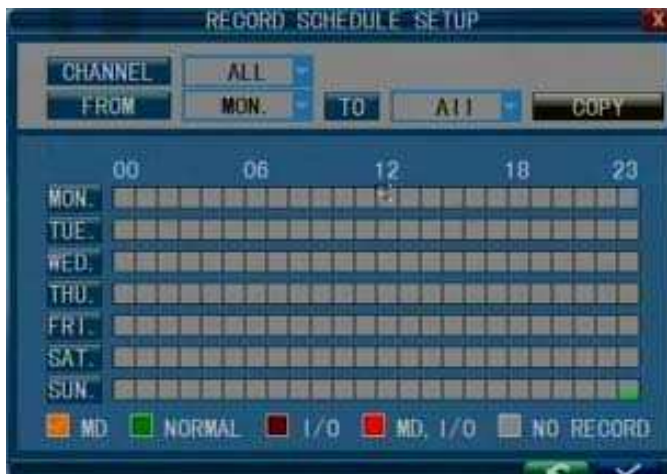 RECORD SCHEDULE SETUP X
CHANNEL ALL
FROM MON. TO All COPY
00 06 12 18 23
MON.
TUE.
WED.
THU.
FRI.
SAT.
SUN.
MD NORMAL I/O MD, I/O NO RECORD